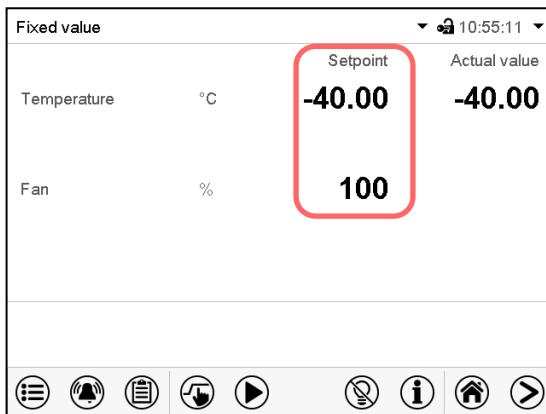 Fixed value 10:55:11
Setpoint Actual value
Temperature °C -40.00 -40.00
Fan % 100